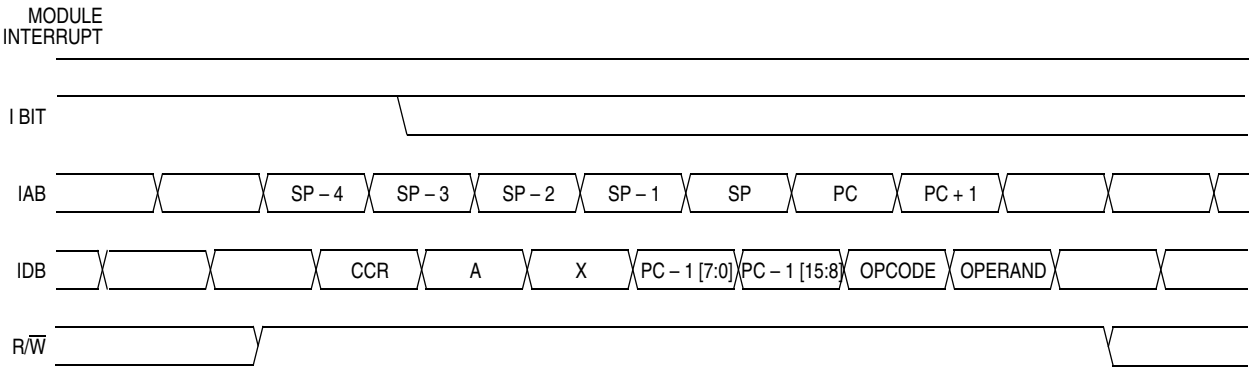 MODULE
INTERRUPT
I BIT
IAB SP – 4 SP – 3 SP – 2 SP – 1 SP PC PC + 1
IDB CCR A X PC – 1 [7:0] PC – 1 [15:8] OPCODE OPERAND
R/W̅